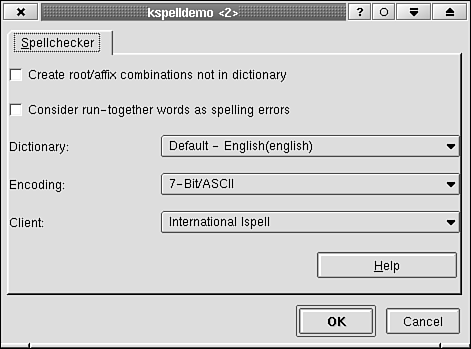 kspelldemo <2>
?
Spellchecker
Create root/affix combinations not in dictionary
Consider run-together words as spelling errors
Dictionary: Default - English(english)
Encoding: 7-Bit/ASCII
Client: International Ispell
Help
OK Cancel